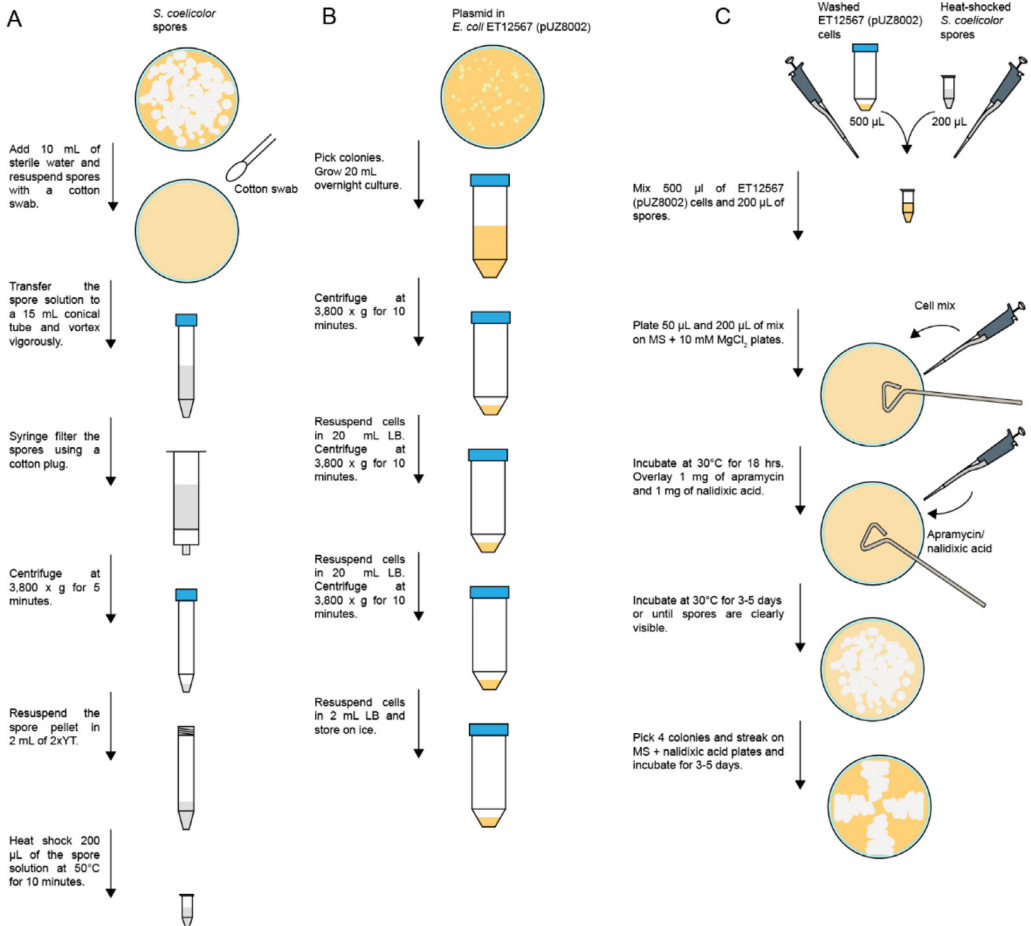 A
S. coelicolor
spores
Add 10 mL of
sterile water and
resuspend spores
with a cotton
swab.
Cotton swab
Transfer the
spore solution to
a 15 mL conical
tube and vortex
vigorously.
Syringe filter the
spores using a
cotton plug.
Centrifuge at
3,800 x g for 5
minutes.
Resuspend the
spore pellet in
2 mL of 2xYT.
Heat shock 200
µL of the spore
solution at 50°C
for 10 minutes.
B
Plasmid in
E. coli ET12567 (pUZ8002)
Pick colonies.
Grow 20 mL
overnight culture.
Centrifuge at
3,800 x g for 10
minutes.
Resuspend cells
in 20 mL LB.
Centrifuge at
3,800 x g for 10
minutes.
Resuspend cells
in 20 mL LB.
Centrifuge at
3,800 x g for 10
minutes.
Resuspend cells
in 2 mL LB and
store on ice.
C
Washed
ET12567 (pUZ8002)
cells
Heat-shocked
S. coelicolor
spores
500 µL
200 µL
Mix 500 µl of ET12567
(pUZ8002) cells and 200 µL of
spores.
Plate 50 µL and 200 µL of mix
on MS + 10 mM MgCl₂ plates.
Cell mix
Incubate at 30°C for 18 hrs.
Overlay 1 mg of apramycin
and 1 mg of nalidixic acid.
Apramycin/
nalidixic acid
Incubate at 30°C for 3-5 days
or until spores are clearly
visible.
Pick 4 colonies and streak on
MS + nalidixic acid plates and
incubate for 3-5 days.